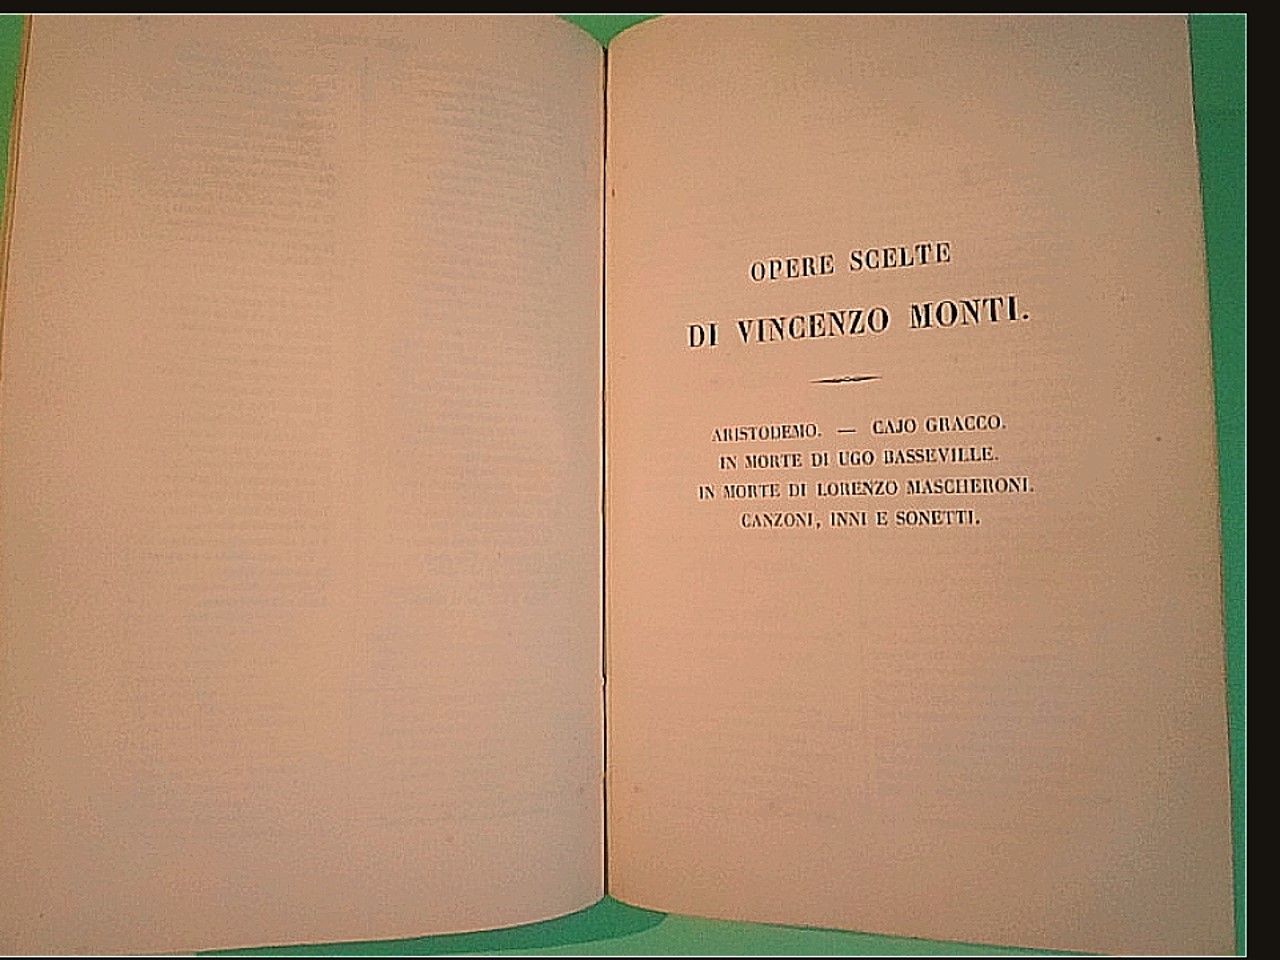 OPERE SCELTE
DI VINCENZO MONTI.
ARISTODEMO. — CAJO GRACCO.
IN MORTE DI UGO BASSEVILLE.
IN MORTE DI LORENZO MASCHERONI.
CANZONI, INNI E SONETTI.